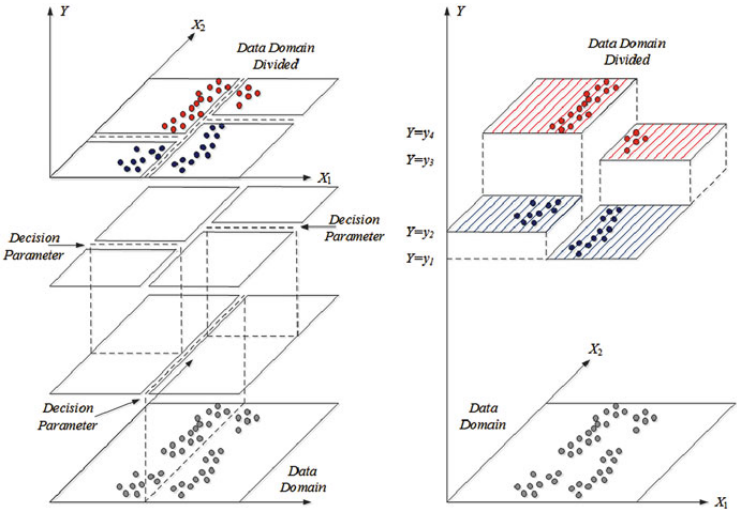 Y
X2
Data Domain
Divided
X1
Decision
Parameter
Decision
Parameter
Decision
Parameter
Data
Domain
Y
Data Domain
Divided
Y=y4
Y=y3
Y=y2
Y=y1
X2
Data
Domain
X1